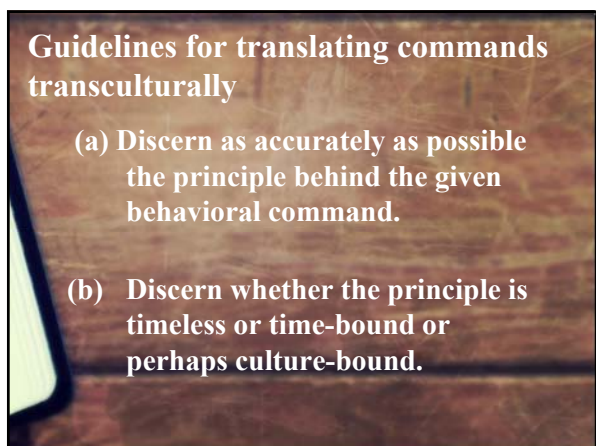 Guidelines for translating commands
transculturally
(a) Discern as accurately as possible
the principle behind the given
behavioral command.
(b) Discern whether the principle is
timeless or time-bound or
perhaps culture-bound.